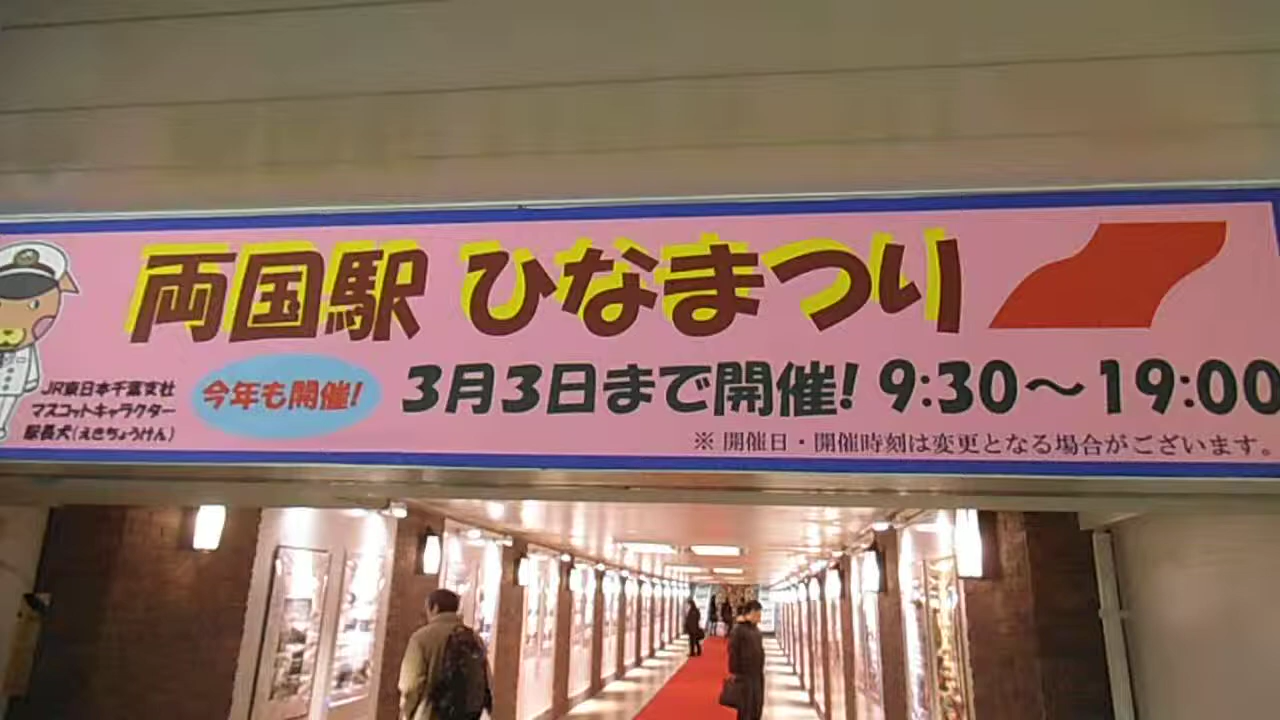 両国駅 ひなまつり
JR東日本千葉支社
マスコットキャラクター
駅長犬(えきちょうけん)
今年も開催!
3月3日まで開催! 9:30~19:00
※ 開催日・開催時刻は変更となる場合がございます。